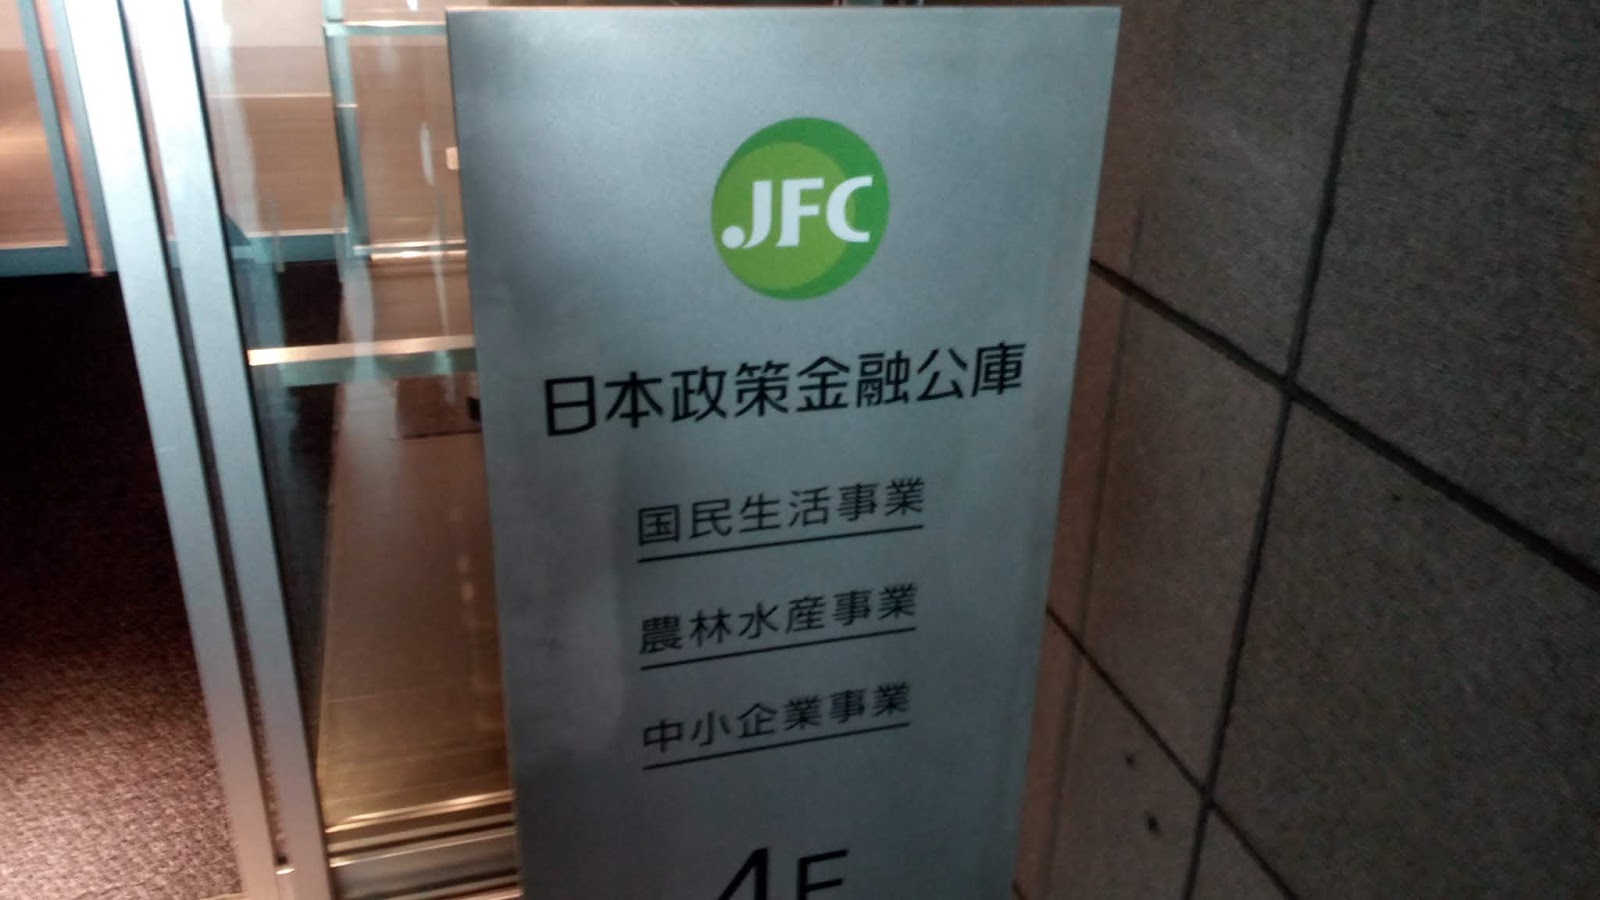 JFC
日本政策金融公庫
国民生活事業
農林水産事業
中小企業事業
4F